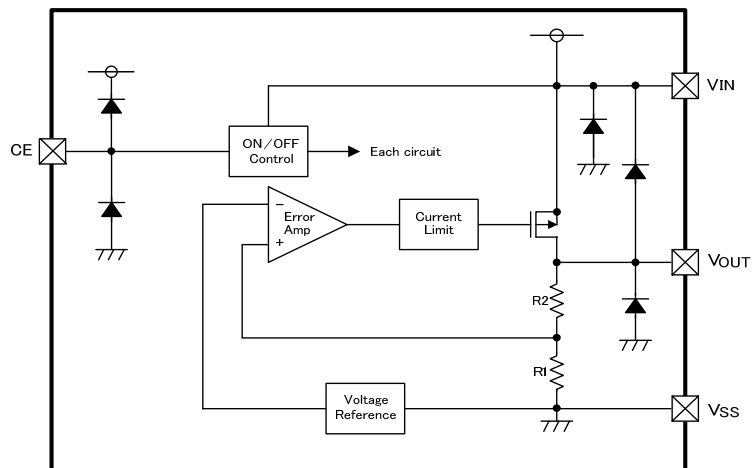 VIN
CE
ON/OFF
Control
Each circuit
−
Error
Amp
+
Current
Limit
VOUT
R2
R1
Voltage
Reference
VSS